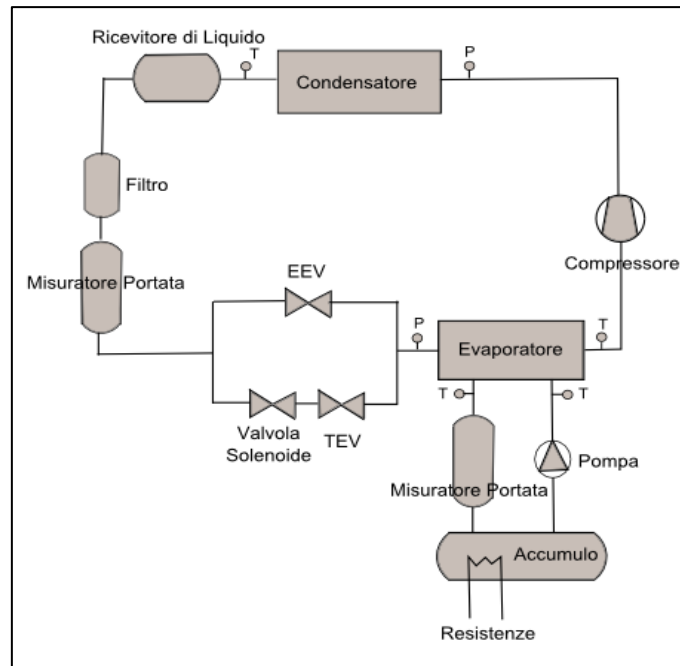 Ricevitore di Liquido
T
P
Condensatore
Filtro
Compressore
Misuratore Portata
EEV
P
Evaporatore
T
Valvola
Solenoide
TEV
T
T
Misuratore Portata
Pompa
Accumulo
Resistenze